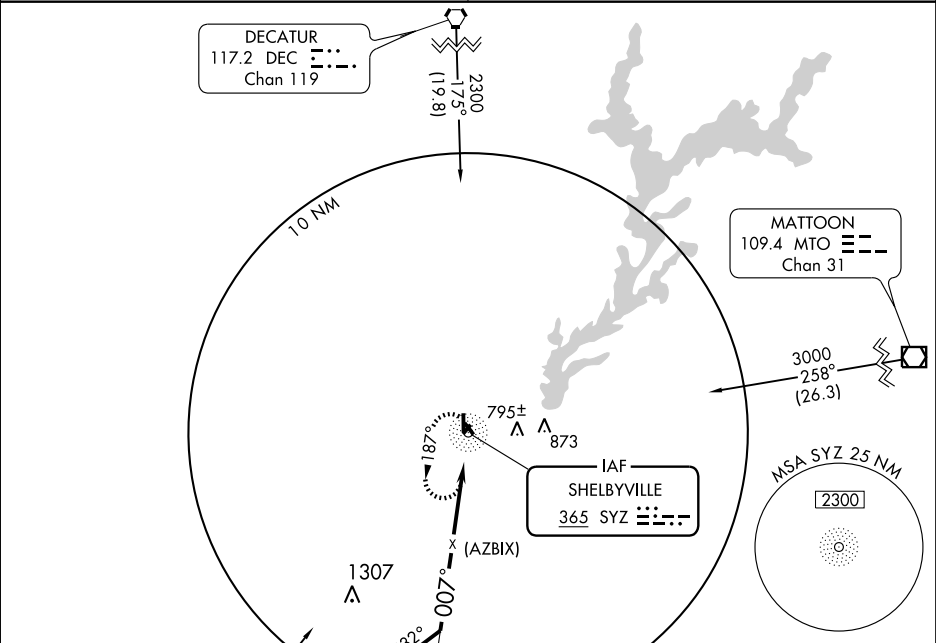 DECATUR
117.2 DEC
Chan 119
2300
175°
(19.8)
10 NM
MATTOON
109.4 MTO
Chan 31
3000
258°
(26.3)
795±
873
187°
IAF
SHELBYVILLE
365 SYZ
MSA SYZ 25 NM
2300
X (AZBIX)
1307
007°